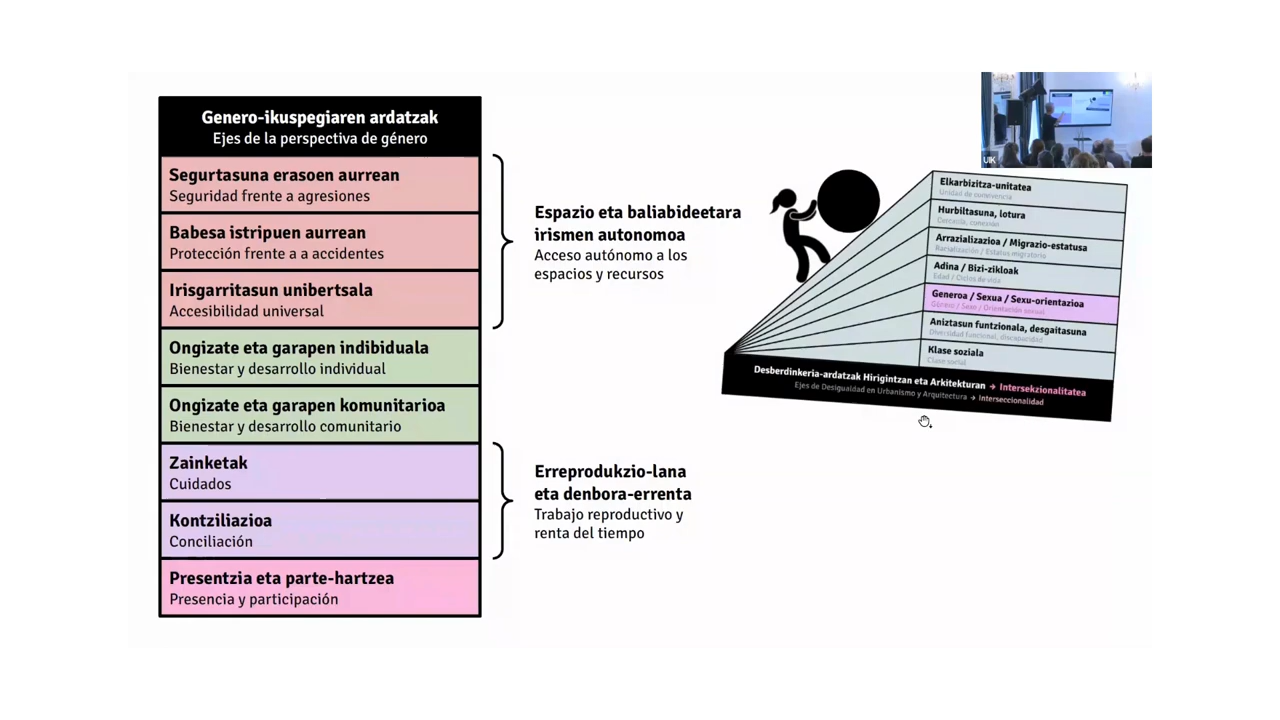 Genero-ikuspegiaren ardatzak
Ejes de la perspectiva de género
Segurtasuna erasoen aurrean
Seguridad frente a agresiones
Babesa istripuen aurrean
Protección frente a a accidentes
Irisgarritasun unibertsala
Accesibilidad universal
Ongizate eta garapen indibiduala
Bienestar y desarrollo individual
Ongizate eta garapen komunitarioa
Bienestar y desarrollo comunitario
Zainketak
Cuidados
Kontziliazioa
Conciliación
Presentzia eta parte-hartzea
Presencia y participación
Espazio eta baliabideetara
irismen autonomoa
Acceso autónomo a los
espacios y recursos
Erreprodukzio-lana
eta denbora-errenta
Trabajo reproductivo y
renta del tiempo
UIK
Elkarbizitza-unitatea
Unidad de convivencia
Hurbiltasuna, lotura
Cercanía, conexión
Arrazializazioa / Migrazio-estatusa
Racialización / Estatus migratorio
Adina / Bizi-zikloak
Edad / Ciclos de vida
Generoa / Sexua / Sexu-orientazioa
Género / Sexo / Orientación sexual
Aniztasun funtzionala, desgaitasuna
Diversidad funcional, discapacidad
Klase soziala
Clase social
Desberdinkeria-ardatzak Hirigintzan eta Arkitekturan → Intersekzionalitatea
Ejes de Desigualdad en Urbanismo y Arquitectura → Interseccionalidad